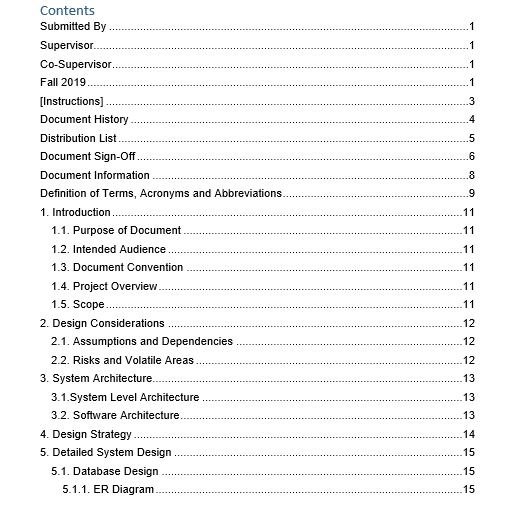 Contents
Submitted By ........ 1
Supervisor........ 1
Co-Supervisor........ 1
Fall 2019........ 1
[Instructions] ........ 3
Document History ........ 4
Distribution List ........ 5
Document Sign-Off ........ 6
Document Information ........ 8
Definition of Terms, Acronyms and Abbreviations........ 9
1. Introduction ........ 11
1.1. Purpose of Document ........ 11
1.2. Intended Audience ........ 11
1.3. Document Convention ........ 11
1.4. Project Overview ........ 11
1.5. Scope ........ 11
2. Design Considerations ........ 12
2.1. Assumptions and Dependencies ........ 12
2.2. Risks and Volatile Areas ........ 12
3. System Architecture........ 13
3.1.System Level Architecture ........ 13
3.2. Software Architecture........ 13
4. Design Strategy ........ 14
5. Detailed System Design ........ 15
5.1. Database Design ........ 15
5.1.1. ER Diagram ........ 15